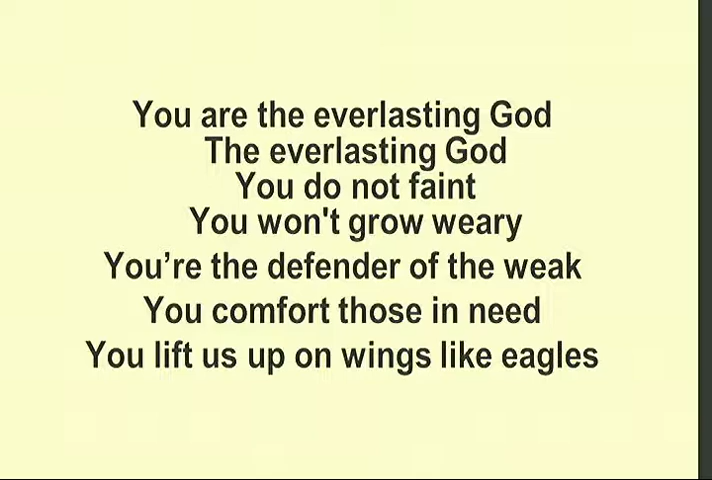 You are the everlasting God
The everlasting God
You do not faint
You won't grow weary
You’re the defender of the weak
You comfort those in need
You lift us up on wings like eagles